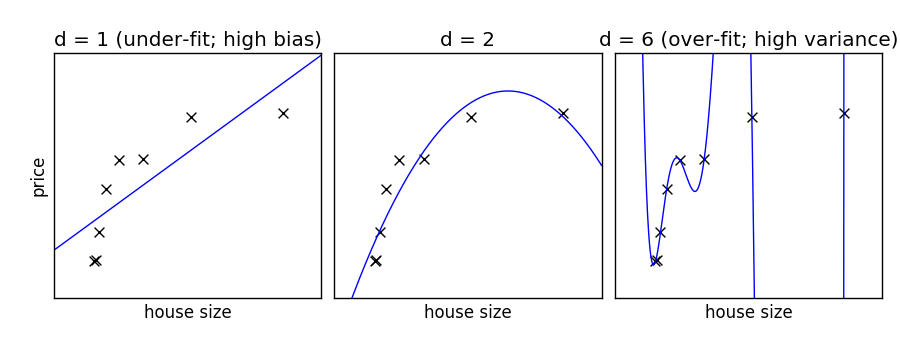 d = 1 (under-fit; high bias)
d = 2
d = 6 (over-fit; high variance)
price
house size
house size
house size